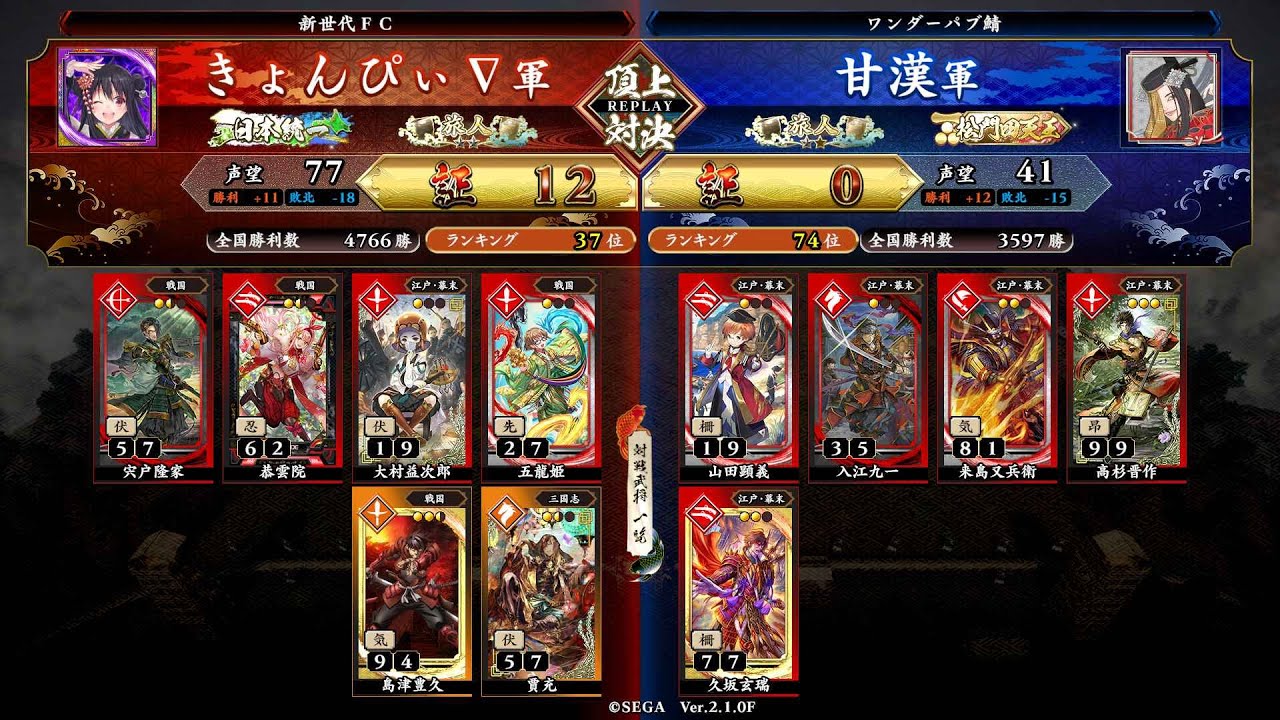 新世代FC
ワンダーパブ鯖
きょんぴぃ∇軍
頂上
REPLAY
対決
甘漢軍
日本統一
旅人
旅人
松門四天王
声望 77
勝利 +11 敗北 -18
証 12
証 0
声望 41
勝利 +12 敗北 -15
全国勝利数 4766勝
ランキング 37位
ランキング 74位
全国勝利数 3597勝
戦国
戦国
江戸・幕末
戦国
江戸・幕末
江戸・幕末
江戸・幕末
江戸・幕末
伏
忍
伏
先
柵
気
昂
5 7
6 2
1 9
2 7
1 9
3 5
8 1
9 9
宍戸隆家
恭雲院
大村益次郎
五龍姫
山田顕義
入江九一
来島又兵衛
高杉晋作
対戦武将一覧
戦国
三国志
江戸・幕末
気
伏
柵
9 4
5 7
7 7
島津豊久
賈充
久坂玄瑞
©SEGA Ver.2.1.0F